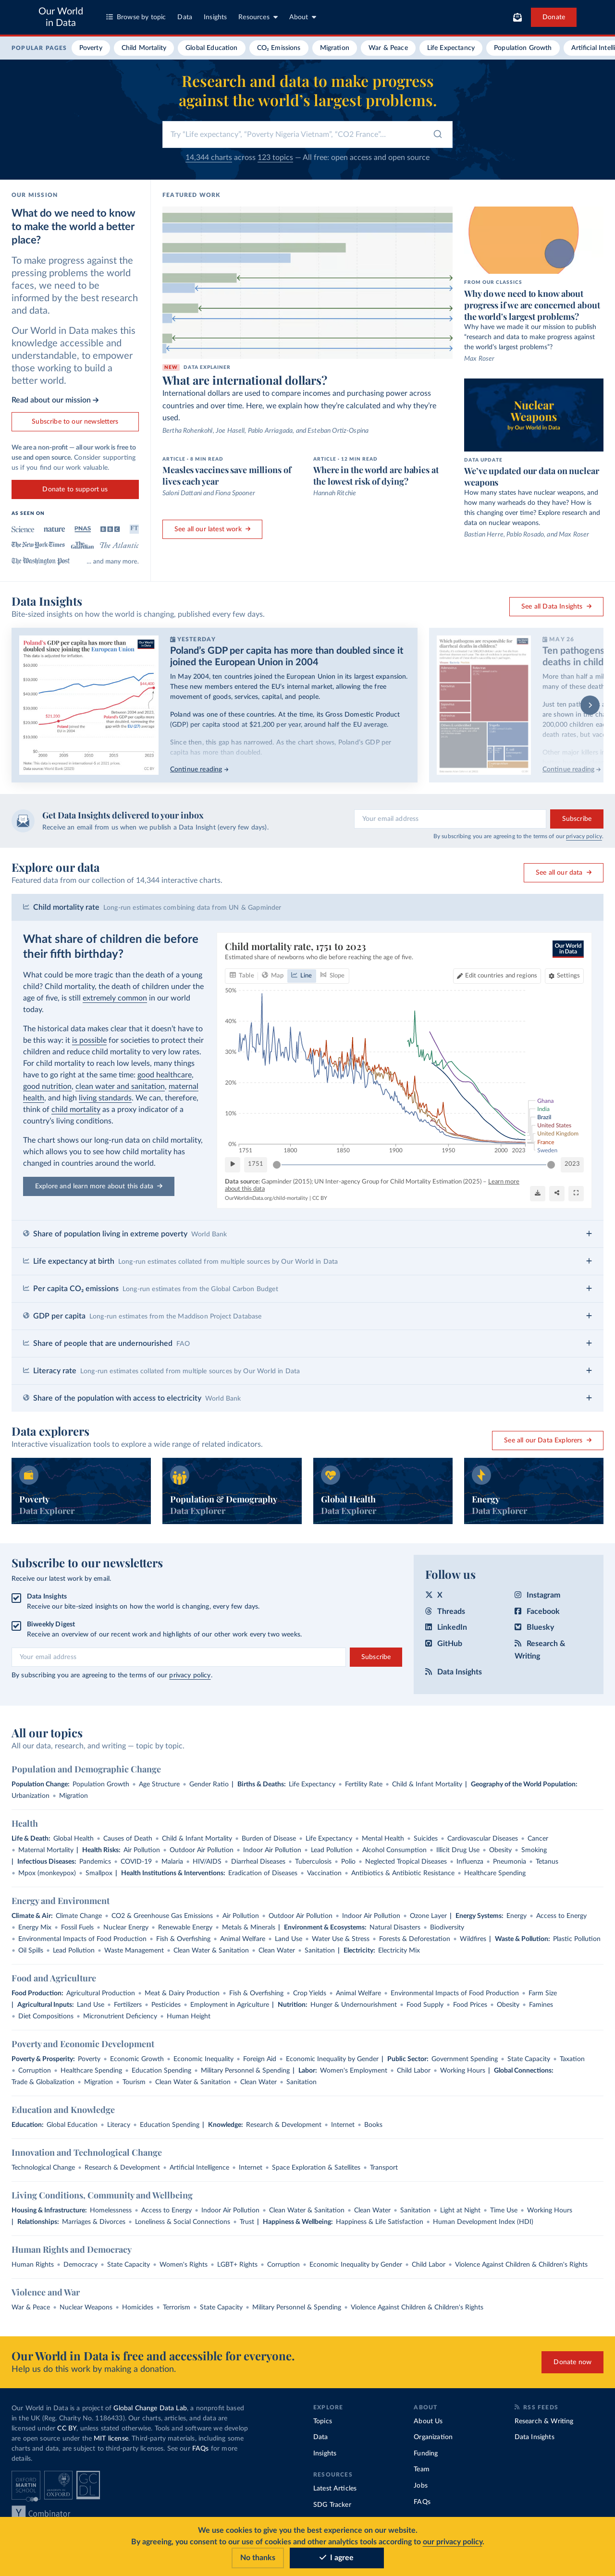 Our World
in Data
Browse by topic
Data
Insights
Resources
About
Donate
POPULAR PAGES
Poverty
Child Mortality
Global Education
CO₂ Emissions
Migration
War & Peace
Life Expectancy
Population Growth
Artificial Intelli
Research and data to make progress
against the world's largest problems.
Try "Life expectancy", "Poverty Nigeria Vietnam", "CO2 France"...
14,344 charts across 123 topics — All free: open access and open source
OUR MISSION
What do we need to know
to make the world a better
place?
To make progress against the
pressing problems the world
faces, we need to be
informed by the best research
and data.
Our World in Data makes this
knowledge accessible and
understandable, to empower
those working to build a
better world.
Read about our mission
Subscribe to our newsletters
We are a non-profit — all our work is free to
use and open source. Consider supporting
us if you find our work valuable.
Donate to support us
AS SEEN ON
Science
nature
PNAS
BBC
FT
The New York Times
The Guardian
The Atlantic
The Washington Post
... and many more.
FEATURED WORK
NEW DATA EXPLAINER
What are international dollars?
International dollars are used to compare incomes and purchasing power across
countries and over time. Here, we explain how they're calculated and why they're
used.
Bertha Rohenkohl, Joe Hasell, Pablo Arriagada, and Esteban Ortiz-Ospina
ARTICLE • 8 MIN READ
Measles vaccines save millions of
lives each year
Saloni Dattani and Fiona Spooner
ARTICLE • 12 MIN READ
Where in the world are babies at
the lowest risk of dying?
Hannah Ritchie
See all our latest work
FROM OUR CLASSICS
Why do we need to know about
progress if we are concerned about
the world's largest problems?
Why have we made it our mission to publish
"research and data to make progress against
the world's largest problems"?
Max Roser
Nuclear
Weapons
by Our World in Data
DATA UPDATE
We've updated our data on nuclear
weapons
How many states have nuclear weapons, and
how many warheads do they have? How is
this changing over time? Explore research and
data on nuclear weapons.
Bastian Herre, Pablo Rosado, and Max Roser
Data Insights
Bite-sized insights on how the world is changing, published every few days.
See all Data Insights
Poland's GDP per capita has more than
doubled since joining the European Union
This data is adjusted for inflation.
Our World
in Data
$60,000
$50,000
$40,000
$30,000
$20,000
$10,000
$0
2000
2005
2010
2015
2023
YESTERDAY
Poland's GDP per capita has more than doubled since it
joined the European Union in 2004
In May 2004, ten countries joined the European Union in its largest expansion.
These new members entered the EU's internal market, allowing the free
movement of goods, services, capital, and people.
Poland was one of these countries. At the time, its Gross Domestic Product
(GDP) per capita stood at $21,200 per year, around half the EU average.
Since then, this gap has narrowed. As the chart shows, Poland's GDP per
capita has more than doubled.
Continue reading
Which pathogens are responsible for
diarrheal deaths in children?
MAY 26
Ten pathogens
deaths in child
More than half a mil
many of these death
Just ten pat
are shown in the cha
200,000 children ea
death rates, but vacc
Other major killers i
Continue reading
Get Data Insights delivered to your inbox
Receive an email from us when we publish a Data Insight (every few days).
Your email address
Subscribe
By subscribing you are agreeing to the terms of our privacy policy.
Explore our data
Featured data from our collection of 14,344 interactive charts.
See all our data
Child mortality rate Long-run estimates combining data from UN & Gapminder
What share of children die before
their fifth birthday?
What could be more tragic than the death of a young
child? Child mortality, the death of children under the
age of five, is still extremely common in our world
today.
The historical data makes clear that it doesn't have to
be this way: it is possible for societies to protect their
children and reduce child mortality to very low rates.
For child mortality to reach low levels, many things
have to go right at the same time: good healthcare,
good nutrition, clean water and sanitation, maternal
health, and high living standards. We can, therefore,
think of child mortality as a proxy indicator of a
country's living conditions.
The chart shows our long-run data on child mortality,
which allows you to see how child mortality has
changed in countries around the world.
Explore and learn more about this data
Child mortality rate, 1751 to 2023
Estimated share of newborns who die before reaching the age of five.
Our World
in Data
Table
Map
Line
Slope
Edit countries and regions
Settings
50%
40%
30%
20%
10%
0%
Ghana
India
Brazil
United States
United Kingdom
France
Sweden
1751
1800
1850
1900
1950
2000
2023
1751
2023
Data source: Gapminder (2015); UN Inter-agency Group for Child Mortality Estimation (2025) – Learn more
about this data
OurWorldinData.org/child-mortality | CC BY
Share of population living in extreme poverty World Bank
Life expectancy at birth Long-run estimates collated from multiple sources by Our World in Data
Per capita CO₂ emissions Long-run estimates from the Global Carbon Budget
GDP per capita Long-run estimates from the Maddison Project Database
Share of people that are undernourished FAO
Literacy rate Long-run estimates collated from multiple sources by Our World in Data
Share of the population with access to electricity World Bank
Data explorers
Interactive visualization tools to explore a wide range of related indicators.
See all our Data Explorers
Poverty
Data Explorer
Population & Demography
Data Explorer
Global Health
Data Explorer
Energy
Data Explorer
Subscribe to our newsletters
Receive our latest work by email.
Data Insights
Receive our bite-sized insights on how the world is changing, every few days.
Biweekly Digest
Receive an overview of our recent work and highlights of our other work every two weeks.
Your email address
Subscribe
By subscribing you are agreeing to the terms of our privacy policy.
Follow us
X
Instagram
Threads
Facebook
LinkedIn
Bluesky
GitHub
Research &
Writing
Data Insights
All our topics
All our data, research, and writing — topic by topic.
Population and Demographic Change
Population Change: Population Growth • Age Structure • Gender Ratio | Births & Deaths: Life Expectancy • Fertility Rate • Child & Infant Mortality | Geography of the World Population:
Urbanization • Migration
Health
Life & Death: Global Health • Causes of Death • Child & Infant Mortality • Burden of Disease • Life Expectancy • Mental Health • Suicides • Cardiovascular Diseases • Cancer
• Maternal Mortality | Health Risks: Air Pollution • Outdoor Air Pollution • Indoor Air Pollution • Lead Pollution • Alcohol Consumption • Illicit Drug Use • Obesity • Smoking
| Infectious Diseases: Pandemics • COVID-19 • Malaria • HIV/AIDS • Diarrheal Diseases • Tuberculosis • Polio • Neglected Tropical Diseases • Influenza • Pneumonia • Tetanus
• Mpox (monkeypox) • Smallpox | Health Institutions & Interventions: Eradication of Diseases • Vaccination • Antibiotics & Antibiotic Resistance • Healthcare Spending
Energy and Environment
Climate & Air: Climate Change • CO2 & Greenhouse Gas Emissions • Air Pollution • Outdoor Air Pollution • Indoor Air Pollution • Ozone Layer | Energy Systems: Energy • Access to Energy
• Energy Mix • Fossil Fuels • Nuclear Energy • Renewable Energy • Metals & Minerals | Environment & Ecosystems: Natural Disasters • Biodiversity
• Environmental Impacts of Food Production • Fish & Overfishing • Animal Welfare • Land Use • Water Use & Stress • Forests & Deforestation • Wildfires | Waste & Pollution: Plastic Pollution
• Oil Spills • Lead Pollution • Waste Management • Clean Water & Sanitation • Clean Water • Sanitation | Electricity: Electricity Mix
Food and Agriculture
Food Production: Agricultural Production • Meat & Dairy Production • Fish & Overfishing • Crop Yields • Animal Welfare • Environmental Impacts of Food Production • Farm Size
| Agricultural Inputs: Land Use • Fertilizers • Pesticides • Employment in Agriculture | Nutrition: Hunger & Undernourishment • Food Supply • Food Prices • Obesity • Famines
• Diet Compositions • Micronutrient Deficiency • Human Height
Poverty and Economic Development
Poverty & Prosperity: Poverty • Economic Growth • Economic Inequality • Foreign Aid • Economic Inequality by Gender | Public Sector: Government Spending • State Capacity • Taxation
• Corruption • Healthcare Spending • Education Spending • Military Personnel & Spending | Labor: Women's Employment • Child Labor • Working Hours | Global Connections:
Trade & Globalization • Migration • Tourism • Clean Water & Sanitation • Clean Water • Sanitation
Education and Knowledge
Education: Global Education • Literacy • Education Spending | Knowledge: Research & Development • Internet • Books
Innovation and Technological Change
Technological Change • Research & Development • Artificial Intelligence • Internet • Space Exploration & Satellites • Transport
Living Conditions, Community and Wellbeing
Housing & Infrastructure: Homelessness • Access to Energy • Indoor Air Pollution • Clean Water & Sanitation • Clean Water • Sanitation • Light at Night • Time Use • Working Hours
| Relationships: Marriages & Divorces • Loneliness & Social Connections • Trust | Happiness & Wellbeing: Happiness & Life Satisfaction • Human Development Index (HDI)
Human Rights and Democracy
Human Rights • Democracy • State Capacity • Women's Rights • LGBT+ Rights • Corruption • Economic Inequality by Gender • Child Labor • Violence Against Children & Children's Rights
Violence and War
War & Peace • Nuclear Weapons • Homicides • Terrorism • State Capacity • Military Personnel & Spending • Violence Against Children & Children's Rights
Our World in Data is free and accessible for everyone.
Help us do this work by making a donation.
Donate now
Our World in Data is a project of Global Change Data Lab, a nonprofit based
in the UK (Reg. Charity No. 1186433). Our charts, articles, and data are
licensed under CC BY, unless stated otherwise. Tools and software we develop
are open source under the MIT license. Third-party materials, including some
charts and data, are subject to third-party licenses. See our FAQs for more
details.
OXFORD
MARTIN
SCHOOL
UNIVERSITY OF
OXFORD
GC
DL
Y Combinator
EXPLORE
Topics
Data
Insights
RESOURCES
Latest Articles
SDG Tracker
ABOUT
About Us
Organization
Funding
Team
Jobs
FAQs
RSS FEEDS
Research & Writing
Data Insights
We use cookies to give you the best experience on our website.
By agreeing, you consent to our use of cookies and other analytics tools according to our privacy policy.
No thanks
I agree